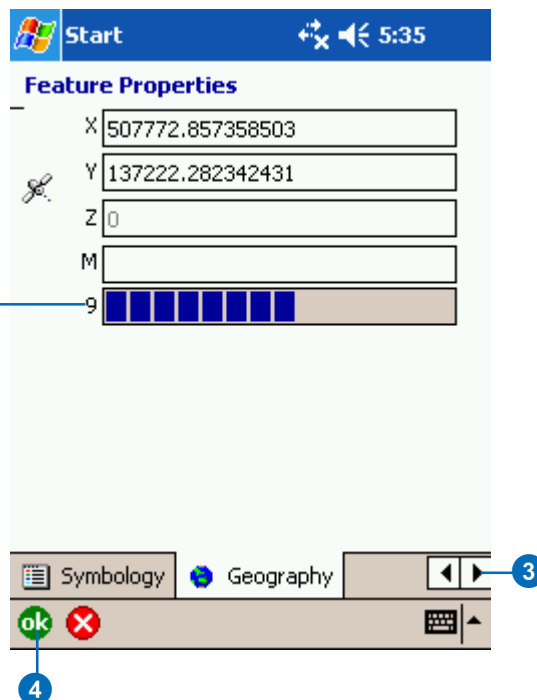 Start 5:35
Feature Properties
X 507772.857358503
Y 137222.282342431
Z 0
M
9
Symbology Geography
3
ok
4